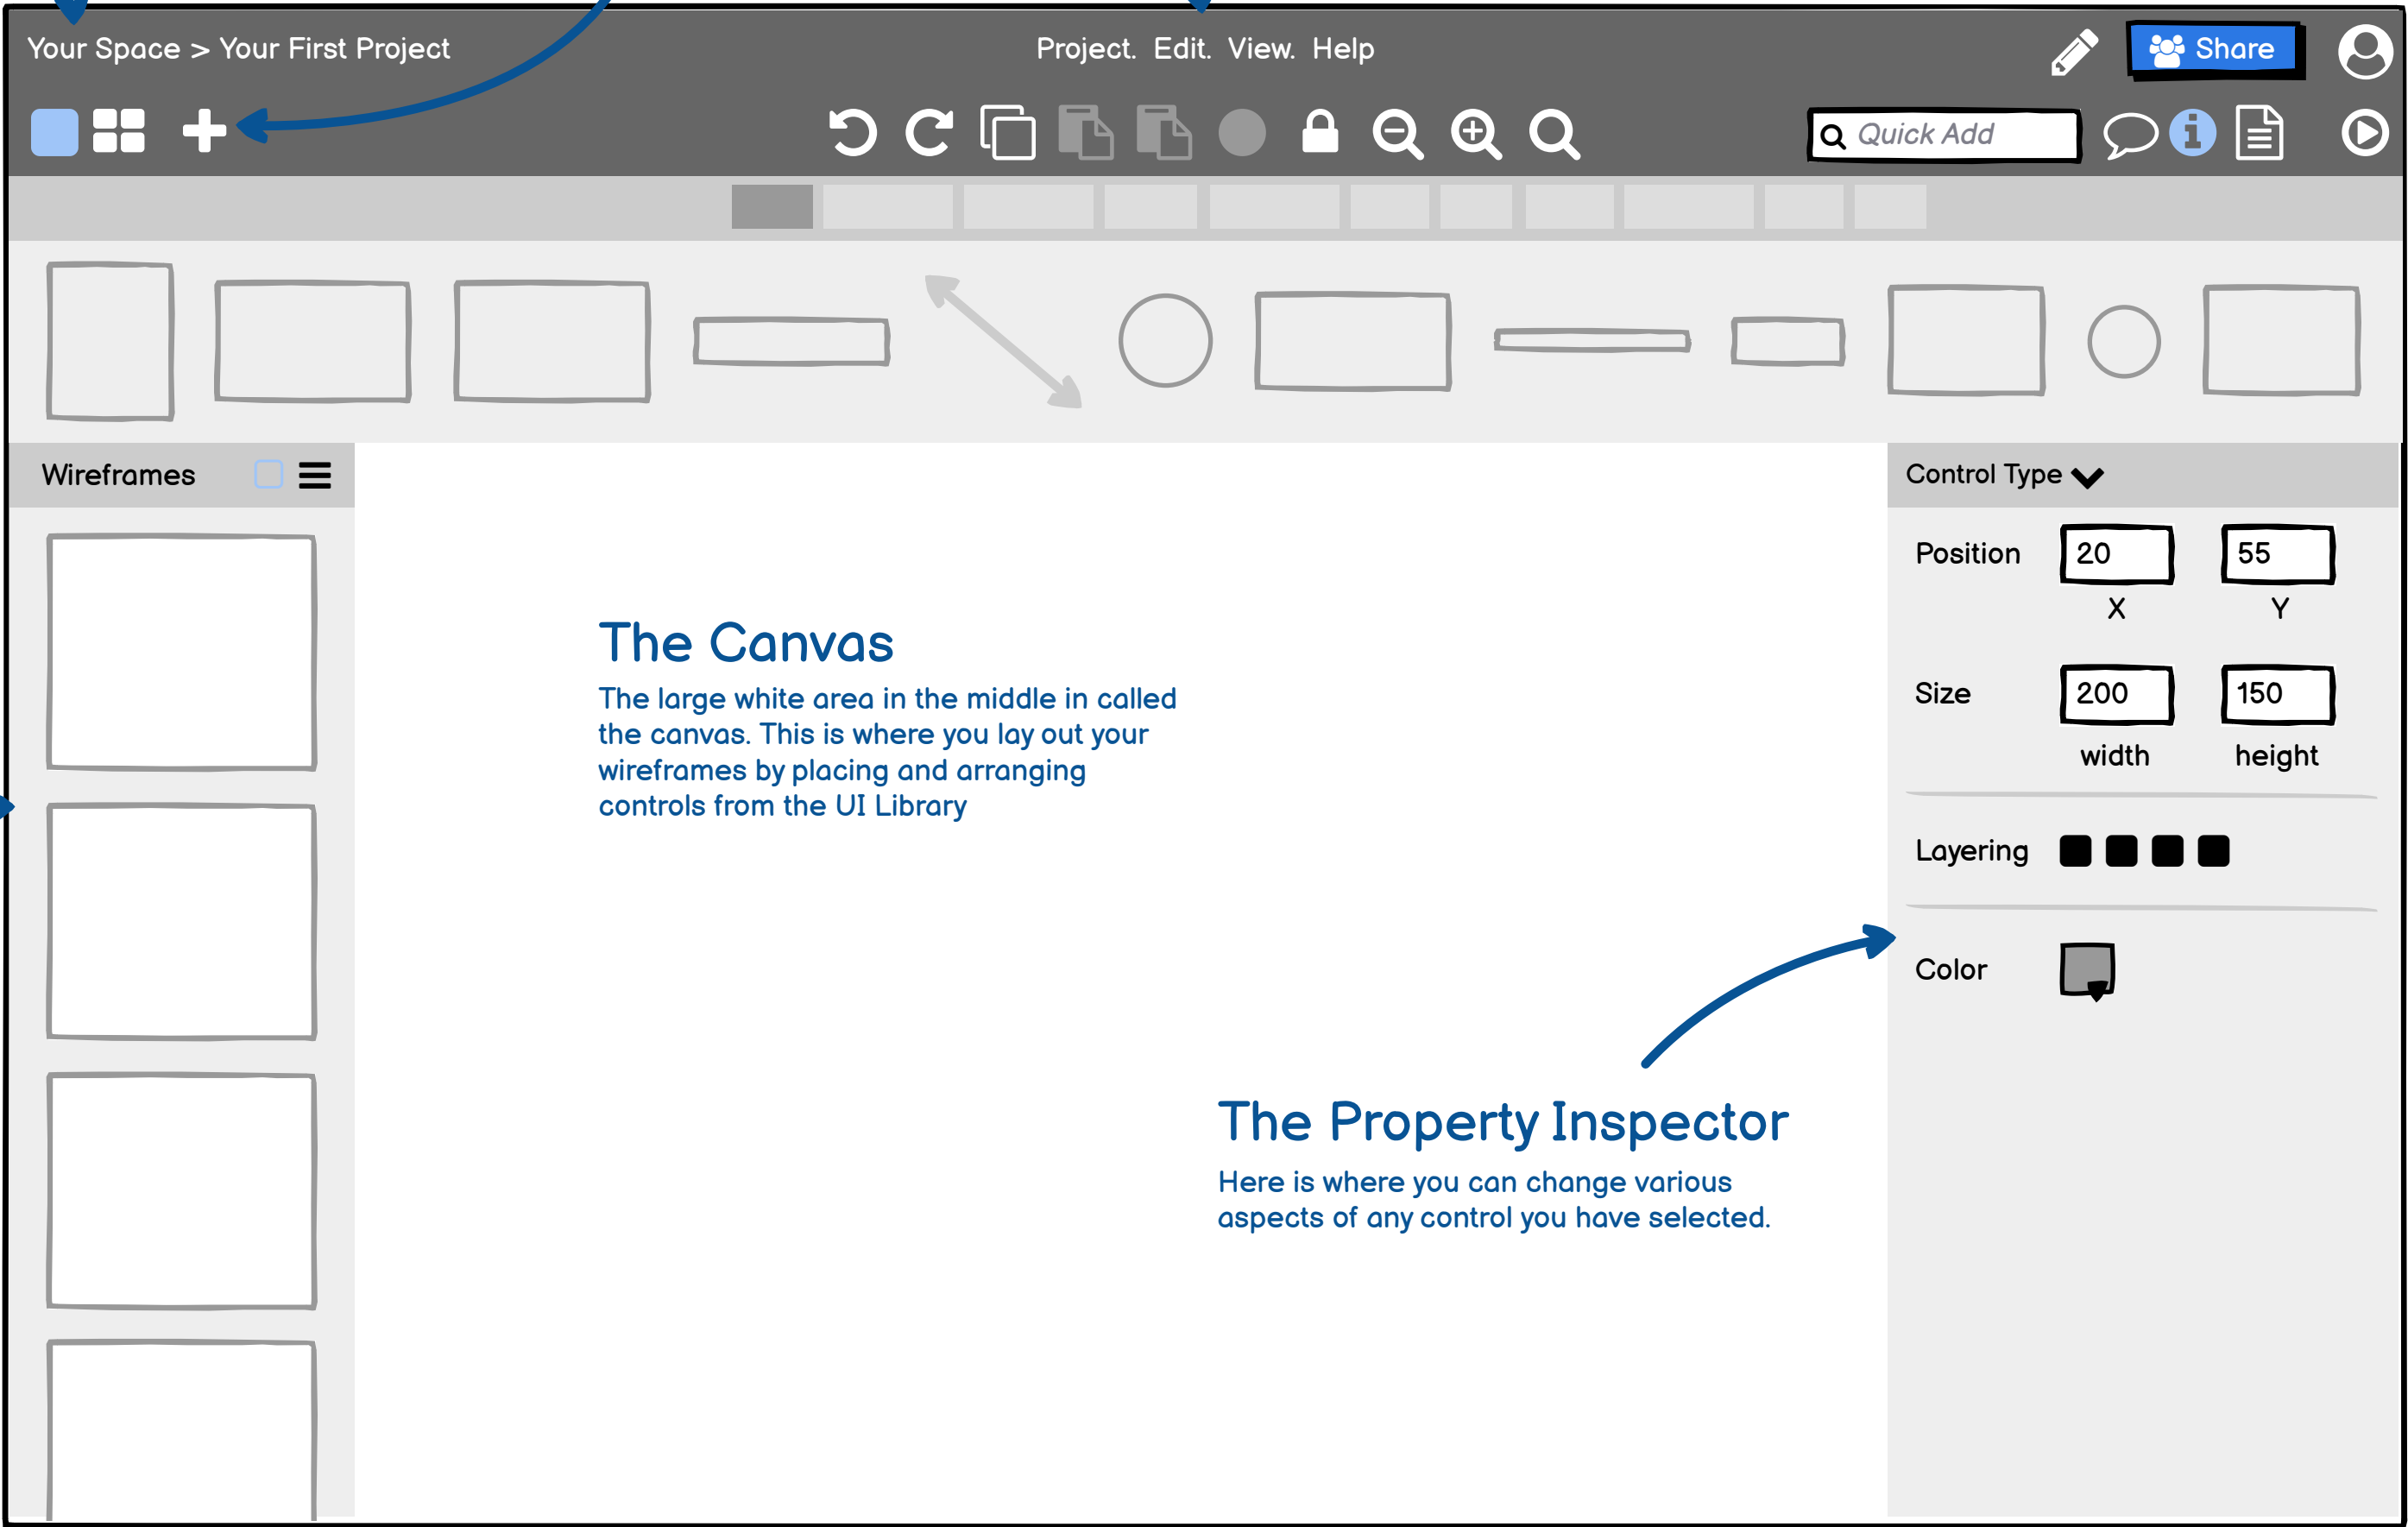 Your Space > Your First Project
Project. Edit. View. Help
Share
Quick Add
Wireframes
Control Type
Position
20
55
X
Y
Size
200
150
width
height
Layering
Color
The Canvas
The large white area in the middle in called
the canvas. This is where you lay out your
wireframes by placing and arranging
controls from the UI Library
The Property Inspector
Here is where you can change various
aspects of any control you have selected.